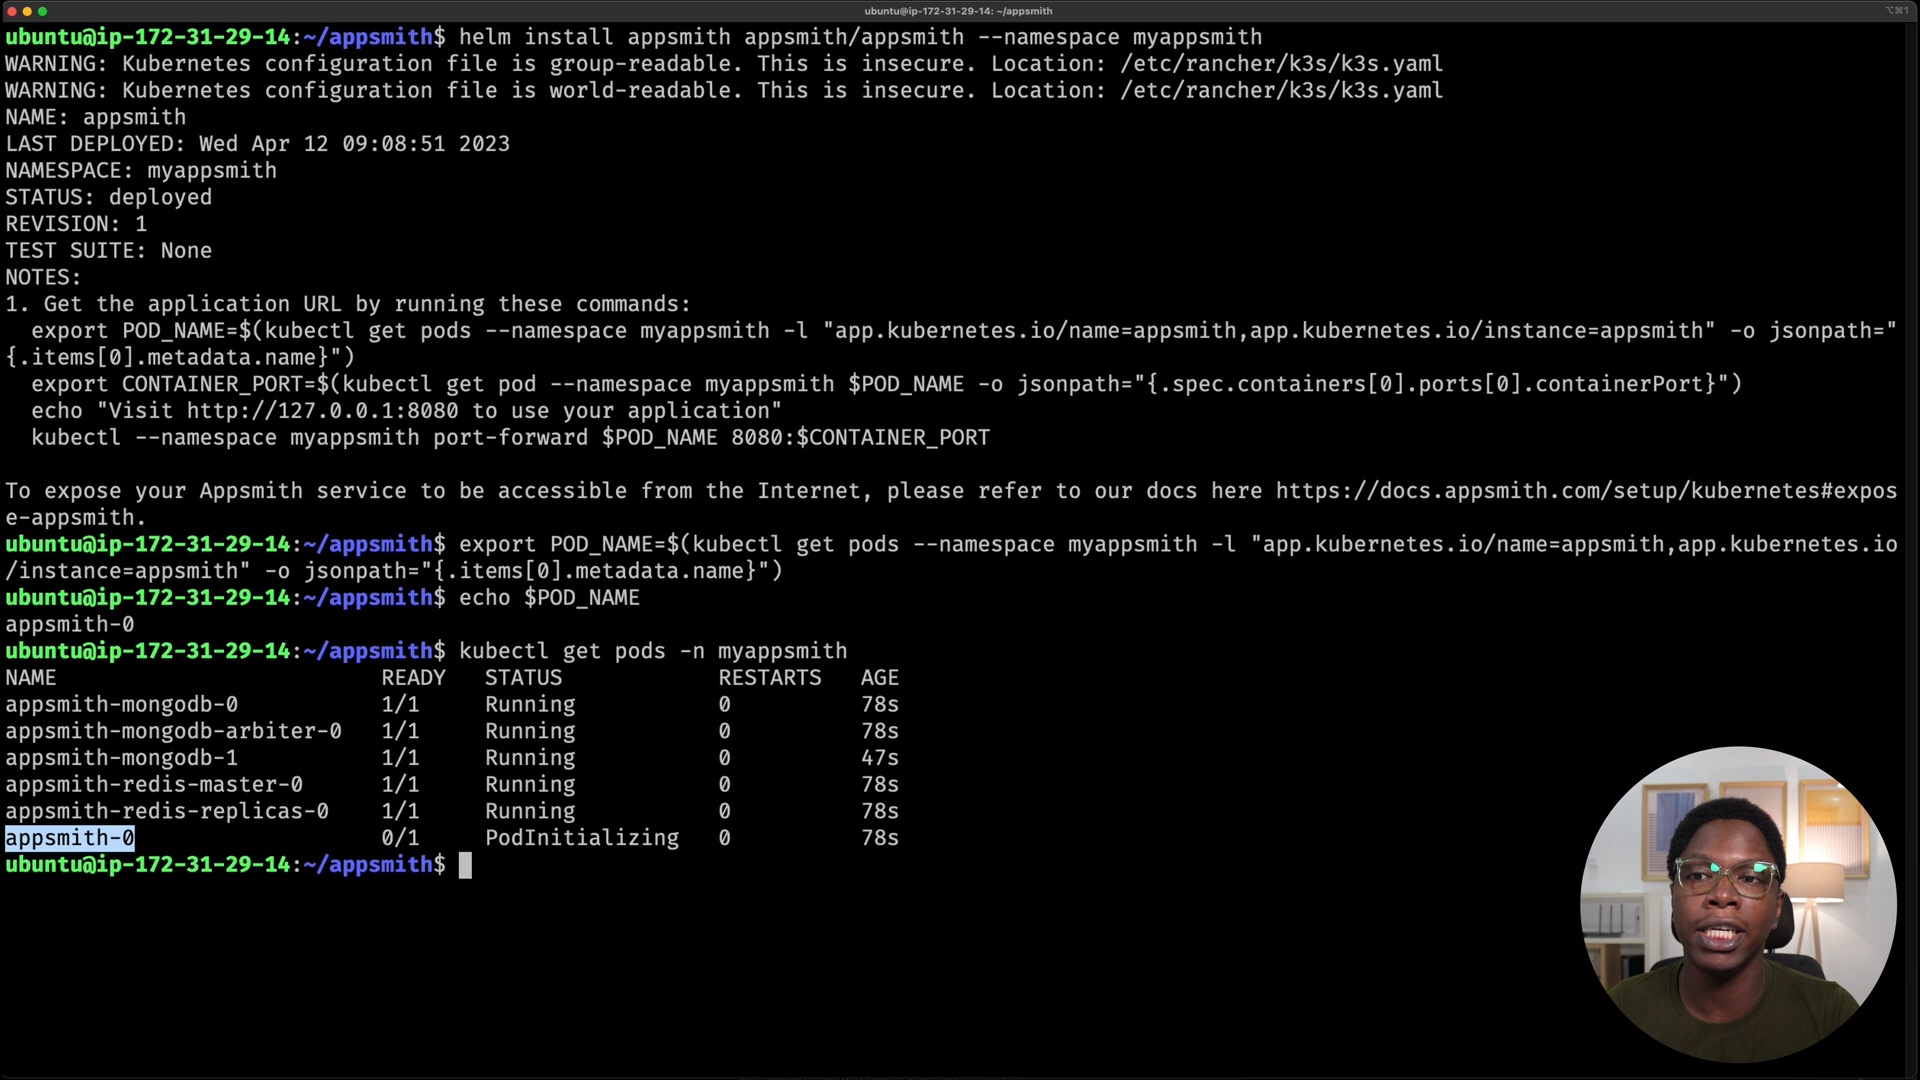 ubuntu@ip-172-31-29-14: ~/appsmith
⌥⌘1
ubuntu@ip-172-31-29-14:~/appsmith$ helm install appsmith appsmith/appsmith --namespace myappsmith
WARNING: Kubernetes configuration file is group-readable. This is insecure. Location: /etc/rancher/k3s/k3s.yaml
WARNING: Kubernetes configuration file is world-readable. This is insecure. Location: /etc/rancher/k3s/k3s.yaml
NAME: appsmith
LAST DEPLOYED: Wed Apr 12 09:08:51 2023
NAMESPACE: myappsmith
STATUS: deployed
REVISION: 1
TEST SUITE: None
NOTES:
1. Get the application URL by running these commands:
  export POD_NAME=$(kubectl get pods --namespace myappsmith -l "app.kubernetes.io/name=appsmith,app.kubernetes.io/instance=appsmith" -o jsonpath="
{.items[0].metadata.name}")
  export CONTAINER_PORT=$(kubectl get pod --namespace myappsmith $POD_NAME -o jsonpath="{.spec.containers[0].ports[0].containerPort}")
  echo "Visit http://127.0.0.1:8080 to use your application"
  kubectl --namespace myappsmith port-forward $POD_NAME 8080:$CONTAINER_PORT
To expose your Appsmith service to be accessible from the Internet, please refer to our docs here https://docs.appsmith.com/setup/kubernetes#expos
e-appsmith.
ubuntu@ip-172-31-29-14:~/appsmith$ export POD_NAME=$(kubectl get pods --namespace myappsmith -l "app.kubernetes.io/name=appsmith,app.kubernetes.io
/instance=appsmith" -o jsonpath="{.items[0].metadata.name}")
ubuntu@ip-172-31-29-14:~/appsmith$ echo $POD_NAME
appsmith-0
ubuntu@ip-172-31-29-14:~/appsmith$ kubectl get pods -n myappsmith
NAME                         READY   STATUS            RESTARTS   AGE
appsmith-mongodb-0           1/1     Running           0          78s
appsmith-mongodb-arbiter-0   1/1     Running           0          78s
appsmith-mongodb-1           1/1     Running           0          47s
appsmith-redis-master-0      1/1     Running           0          78s
appsmith-redis-replicas-0    1/1     Running           0          78s
appsmith-0                   0/1     PodInitializing   0          78s
ubuntu@ip-172-31-29-14:~/appsmith$